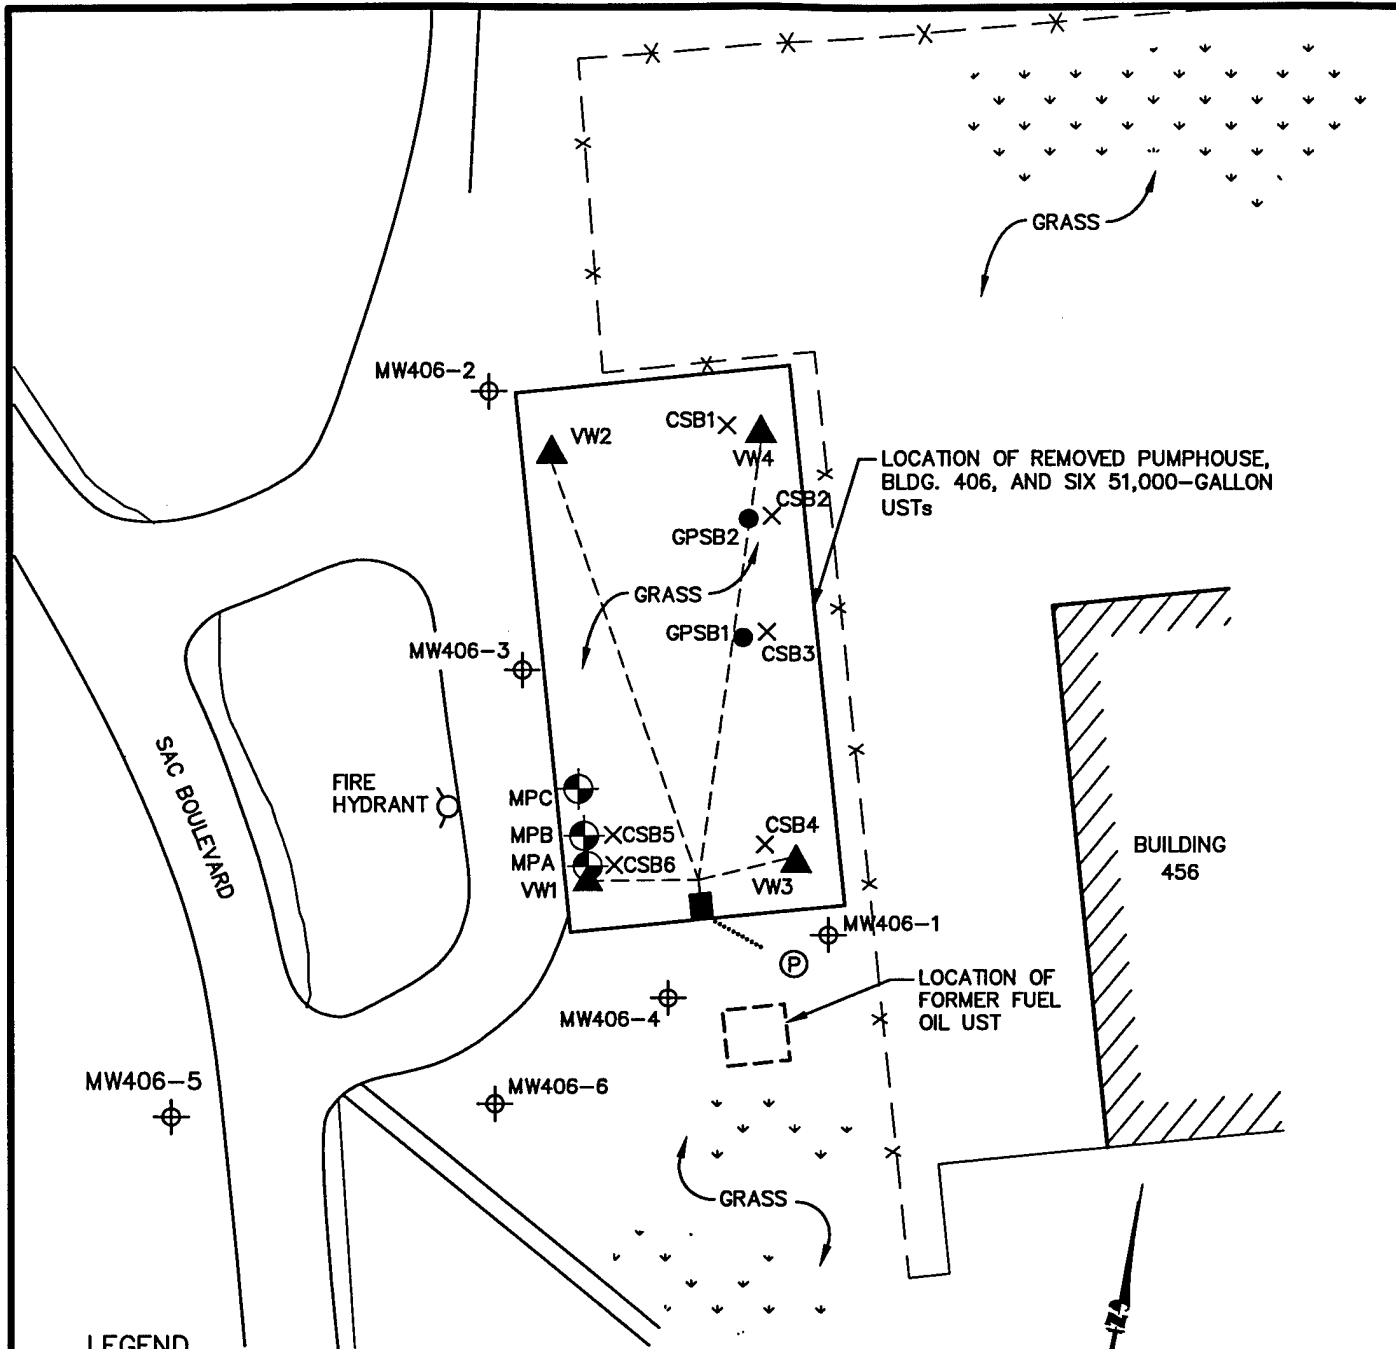 GRASS
MW406-2
CSB1
VW2
VW4
LOCATION OF REMOVED PUMPHOUSE,
BLDG. 406, AND SIX 51,000-GALLON
USTs
CSB2
GPSB2
GRASS
GPSB1
MW406-3
CSB3
SAC BOULEVARD
FIRE
HYDRANT
MPC
MPB
CSB5
CSB4
MPA
CSB6
VW1
VW3
BUILDING
456
MW406-1
P
LOCATION OF
FORMER FUEL
OIL UST
MW406-4
MW406-5
MW406-6
GRASS
N
LEGEND